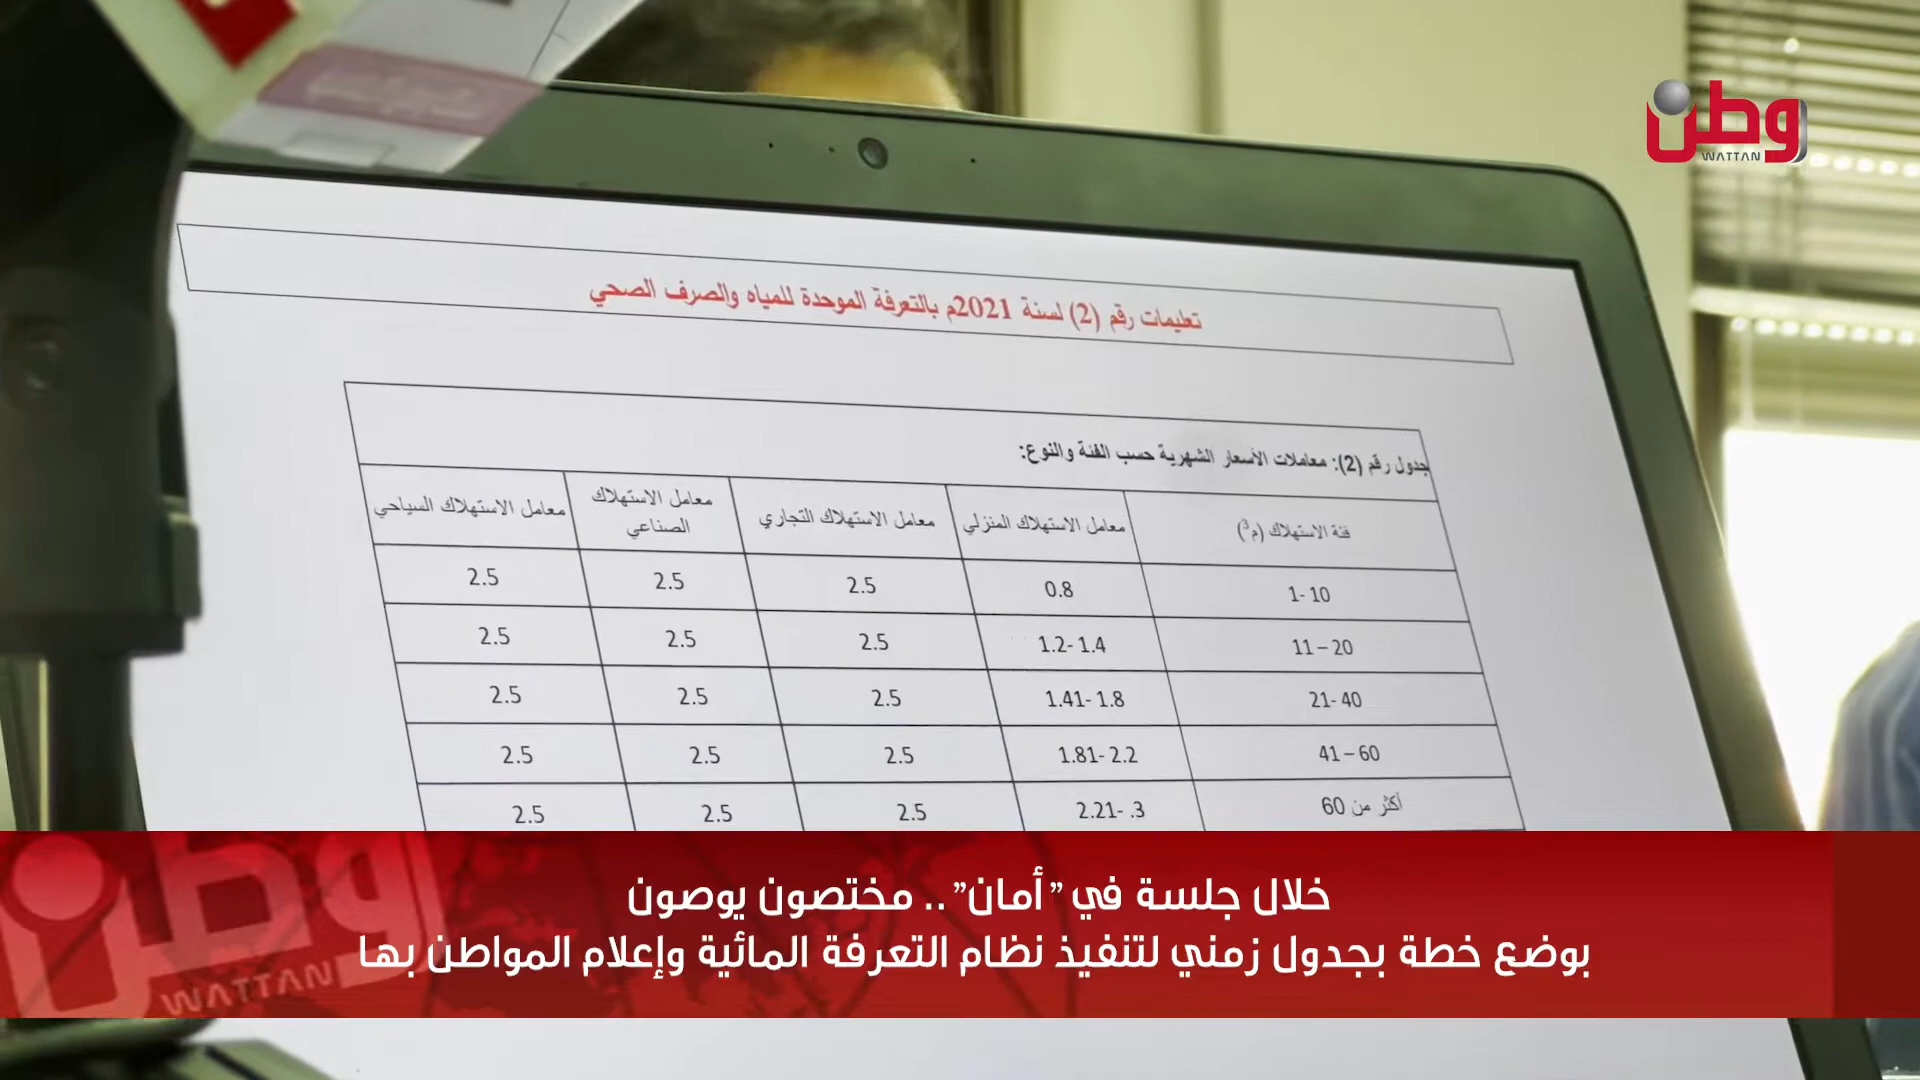 وطن
WATTAN
تعليمات رقم (2) لسنة 2021م بالتعرفة الموحدة للمياه والصرف الصحي
جدول رقم (2): معاملات الأسعار الشهرية حسب الفئة والنوع:
فئة الاستهلاك (م3) معامل الاستهلاك المنزلي معامل الاستهلاك التجاري معامل الاستهلاك الصناعي معامل الاستهلاك السياحي
1- 10 0.8 2.5 2.5 2.5
11 – 20 1.2- 1.4 2.5 2.5 2.5
21- 40 1.41- 1.8 2.5 2.5 2.5
41 – 60 1.81- 2.2 2.5 2.5 2.5
أكثر من 60 2.21- .3 2.5 2.5 2.5
خلال جلسة في "أمان" .. مختصون يوصون
بوضع خطة بجدول زمني لتنفيذ نظام التعرفة المائية وإعلام المواطن بها
وطن
WATTAN